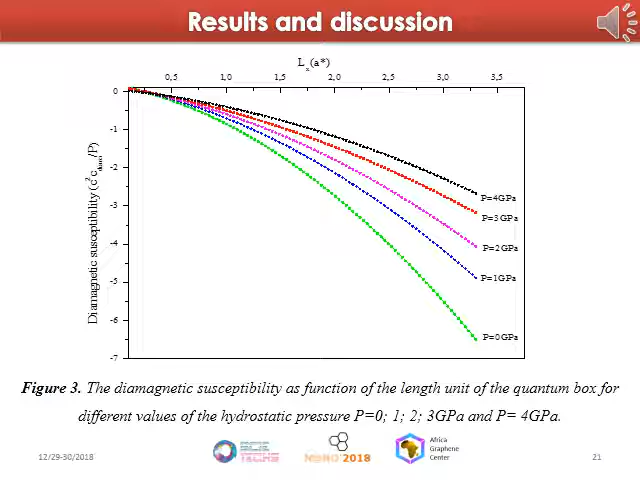 Results and discussion
Lx(a*)
0,5 1,0 1,5 2,0 2,5 3,0 3,5
0
-1
-2
-3
-4
-5
-6
-7
Diamagnetic susceptibility (c²c /P)
P=4GPa
P=3GPa
P=2GPa
P=1GPa
P=0GPa
Figure 3. The diamagnetic susceptibility as function of the length unit of the quantum box for
different values of the hydrostatic pressure P=0; 1; 2; 3GPa and P= 4GPa.
12/29-30/2018
2018
Africa
Graphene
Center
21